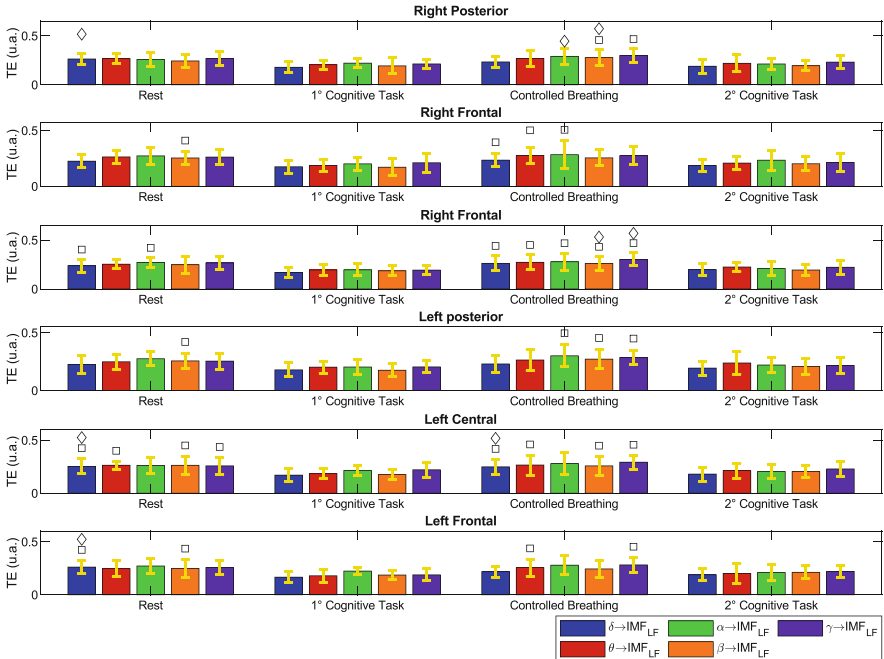 Right Posterior
0.5
TE (u.a.)
0
Rest 1° Cognitive Task Controlled Breathing 2° Cognitive Task
Right Frontal
0.5
TE (u.a.)
0
Rest 1° Cognitive Task Controlled Breathing 2° Cognitive Task
Right Frontal
0.5
TE (u.a.)
0
Rest 1° Cognitive Task Controlled Breathing 2° Cognitive Task
Left posterior
0.5
TE (u.a.)
0
Rest 1° Cognitive Task Controlled Breathing 2° Cognitive Task
Left Central
0.5
TE (u.a.)
0
Rest 1° Cognitive Task Controlled Breathing 2° Cognitive Task
Left Frontal
0.5
TE (u.a.)
0
Rest 1° Cognitive Task Controlled Breathing 2° Cognitive Task
δ→IMF_LF α→IMF_LF γ→IMF_LF
θ→IMF_LF β→IMF_LF